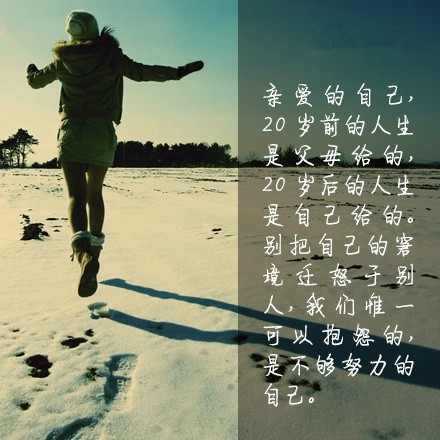 亲爱的自己,
20岁前的人生
是父母给的,
20岁后的人生
是自己给的。
别把自己的窘
境迁怒于别
人,我们惟一
可以抱怨的,
是不够努力的
自己。